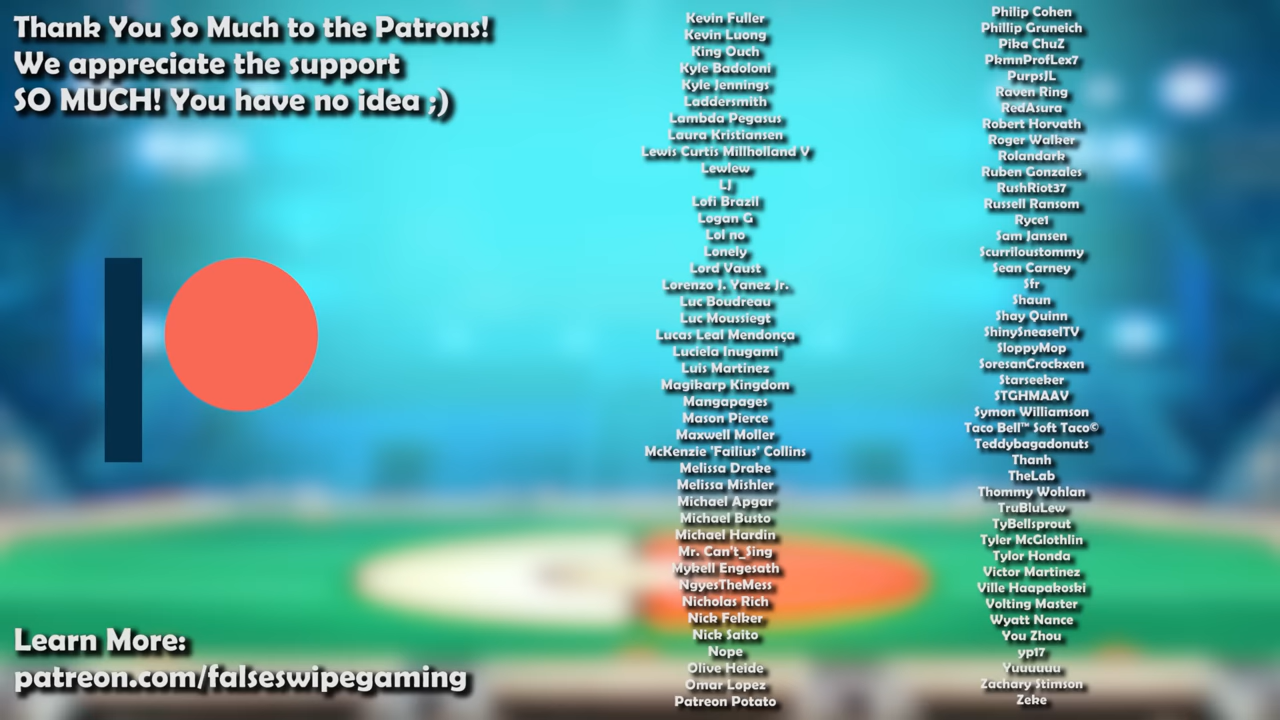 Thank You So Much to the Patrons!
We appreciate the support
SO MUCH! You have no idea ;)
Learn More:
patreon.com/falseswipegaming
Kevin Fuller
Kevin Luong
King Ouch
Kyle Badoloni
Kyle Jennings
Laddersmith
Lambda Pegasus
Laura Kristiansen
Lewis Curtis Millholland V
Lewlew
LJ
Lofi Brazil
Logan G
Lol no
Lonely
Lord Vaust
Lorenzo J. Yanez Jr.
Luc Boudreau
Luc Moussiegt
Lucas Leal Mendonça
Luciela Inugami
Luis Martinez
Magikarp Kingdom
Mangapages
Mason Pierce
Maxwell Moller
McKenzie 'Failius' Collins
Melissa Drake
Melissa Mishler
Michael Apgar
Michael Busto
Michael Hardin
Mr. Can't_Sing
Mykell Engesath
NgyesTheMess
Nicholas Rich
Nick Felker
Nick Saito
Nope
Olive Heide
Omar Lopez
Patreon Potato
Philip Cohen
Phillip Gruneich
Pika ChuZ
PkmnProfLex7
PurpsJL
Raven Ring
RedAsura
Robert Horvath
Roger Walker
Rolandark
Ruben Gonzales
RushRiot37
Russell Ransom
Ryce1
Sam Jansen
Scurriloustommy
Sean Carney
Sfr
Shaun
Shay Quinn
ShinySneaselTV
SloppyMop
SoresanCrockxen
Starseeker
STGHMAAV
Symon Williamson
Taco Bell™ Soft Taco©
Teddybagadonuts
Thanh
TheLab
Thommy Wohlan
TruBluLew
TyBellsprout
Tyler McGlothlin
Tylor Honda
Victor Martinez
Ville Haapakoski
Volting Master
Wyatt Nance
You Zhou
yp17
Yuuuuuu
Zachary Stimson
Zeke